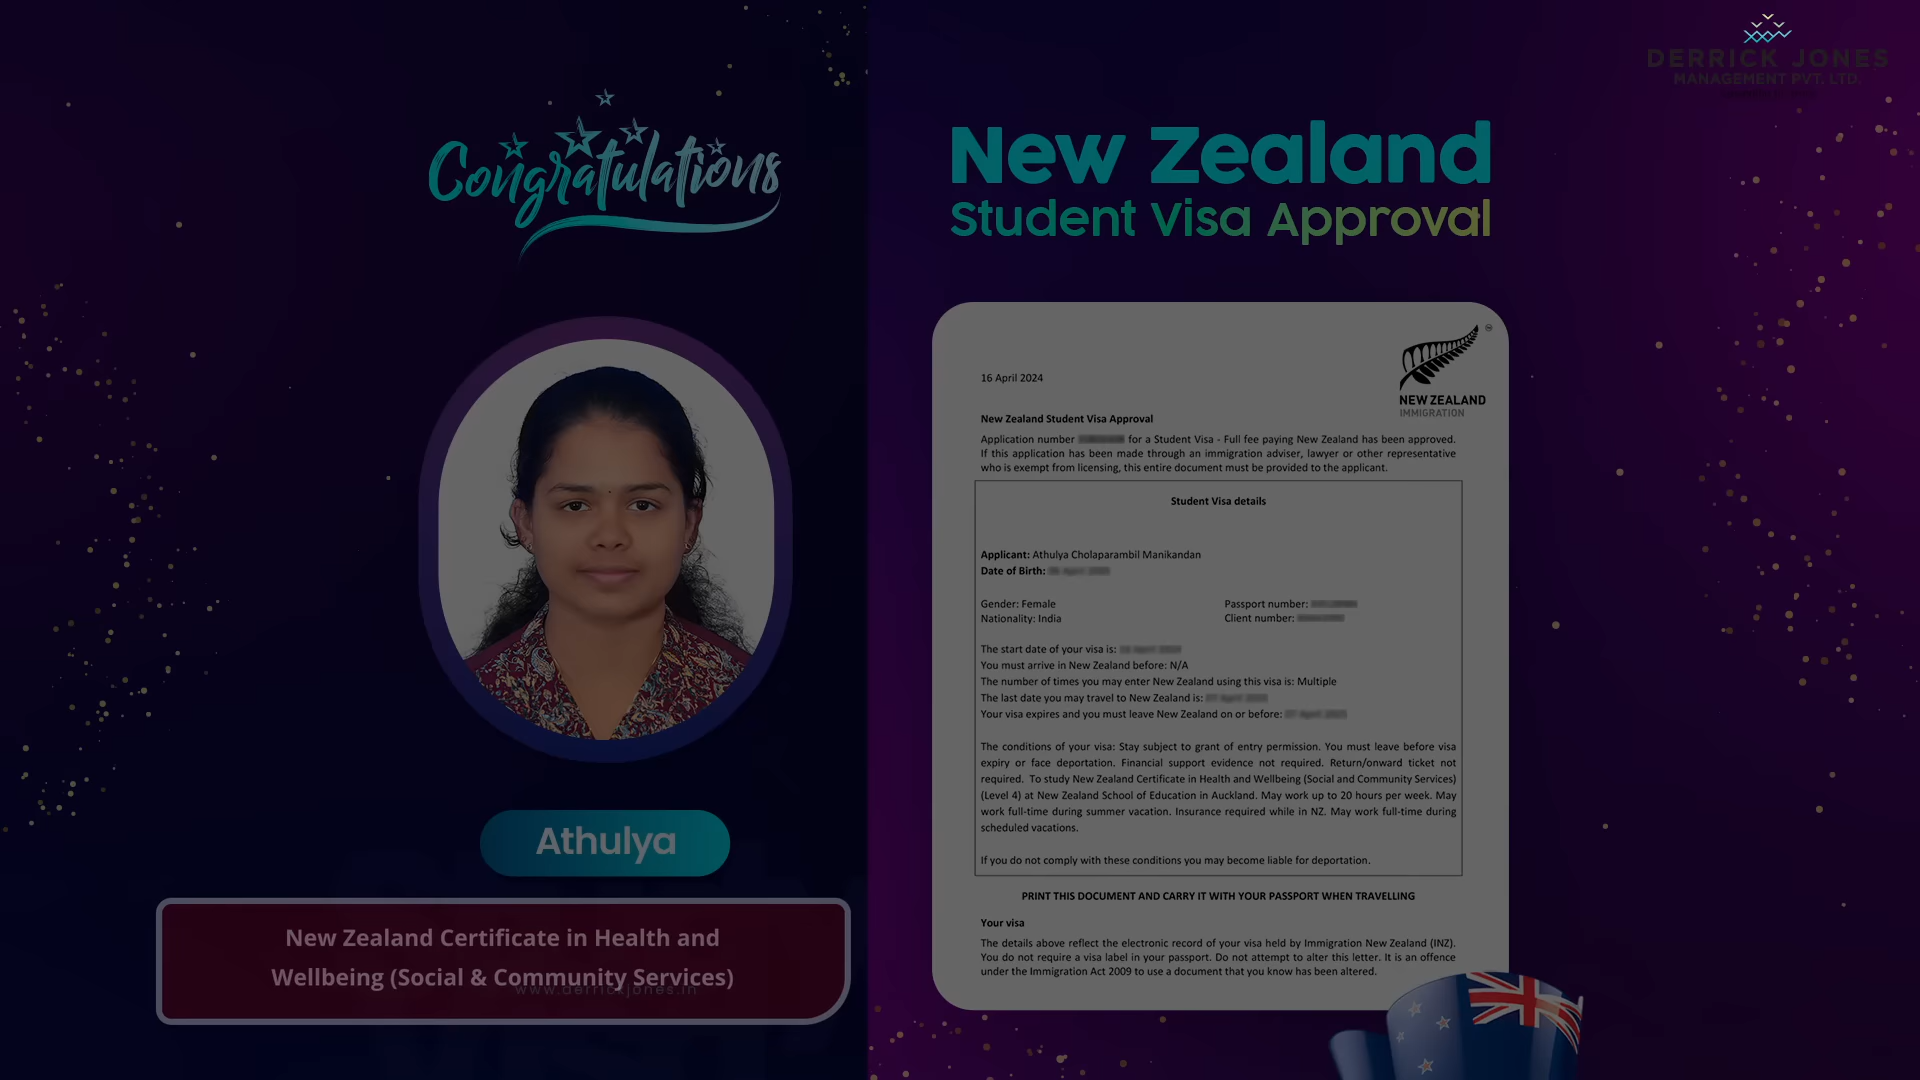 DERRICK JONES
MANAGEMENT PVT. LTD.
Congratulations
New Zealand
Student Visa Approval
16 April 2024
NEW ZEALAND
IMMIGRATION
New Zealand Student Visa Approval
Application number for a Student Visa - Full fee paying New Zealand has been approved.
If this application has been made through an immigration adviser, lawyer or other representative
who is exempt from licensing, this entire document must be provided to the applicant.
Student Visa details
Applicant: Athulya Cholaparambil Manikandan
Date of Birth:
Gender: Female
Passport number:
Nationality: India
Client number:
The start date of your visa is:
You must arrive in New Zealand before: N/A
The number of times you may enter New Zealand using this visa is: Multiple
The last date you may travel to New Zealand is:
Your visa expires and you must leave New Zealand on or before:
The conditions of your visa: Stay subject to grant of entry permission. You must leave before visa
expiry or face deportation. Financial support evidence not required. Return/onward ticket not
required. To study New Zealand Certificate in Health and Wellbeing (Social and Community Services)
(Level 4) at New Zealand School of Education in Auckland. May work up to 20 hours per week. May
work full-time during summer vacation. Insurance required while in NZ. May work full-time during
scheduled vacations.
If you do not comply with these conditions you may become liable for deportation.
PRINT THIS DOCUMENT AND CARRY IT WITH YOUR PASSPORT WHEN TRAVELLING
Your visa
The details above reflect the electronic record of your visa held by Immigration New Zealand (INZ).
You do not require a visa label in your passport. Do not attempt to alter this letter. It is an offence
under the Immigration Act 2009 to use a document that you know has been altered.
Athulya
New Zealand Certificate in Health and
Wellbeing (Social & Community Services)
www.derrickjones.in